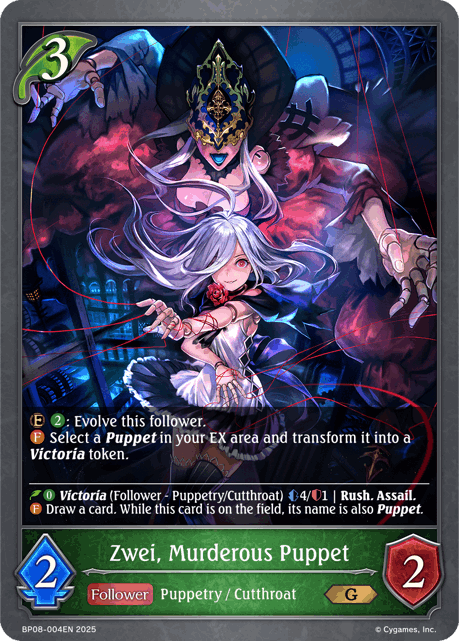 3
E 2: Evolve this follower.
F Select a Puppet in your EX area and transform it into a
Victoria token.
0 Victoria (Follower - Puppetry/Cutthroat) 4/1 | Rush. Assail.
F Draw a card. While this card is on the field, its name is also Puppet.
Zwei, Murderous Puppet
2
Follower Puppetry / Cutthroat G
2
BP08-004EN 2025
© Cygames, Inc.